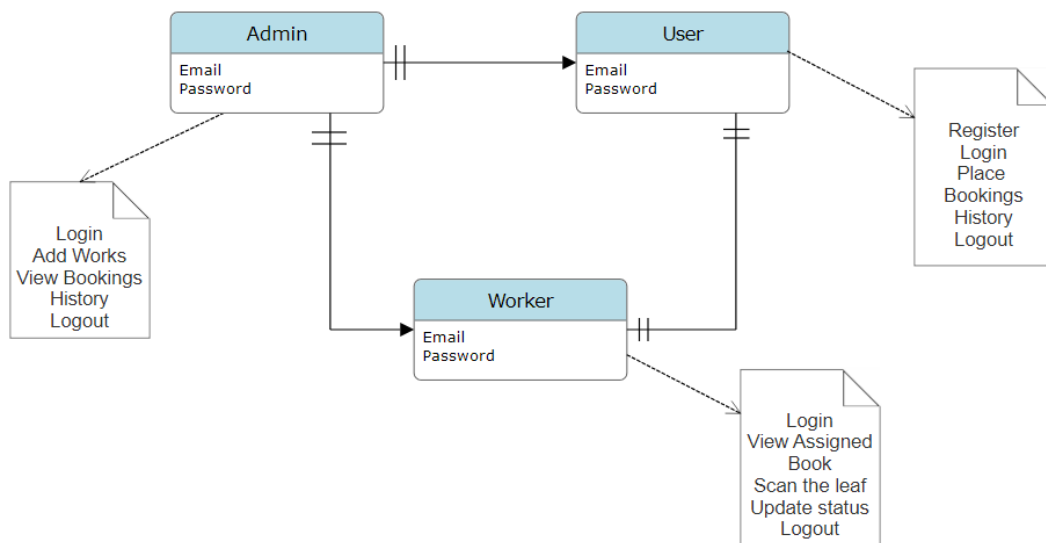 Admin
Email
Password
User
Email
Password
Register
Login
Place
Bookings
History
Logout
Login
Add Works
View Bookings
History
Logout
Worker
Email
Password
Login
View Assigned
Book
Scan the leaf
Update status
Logout